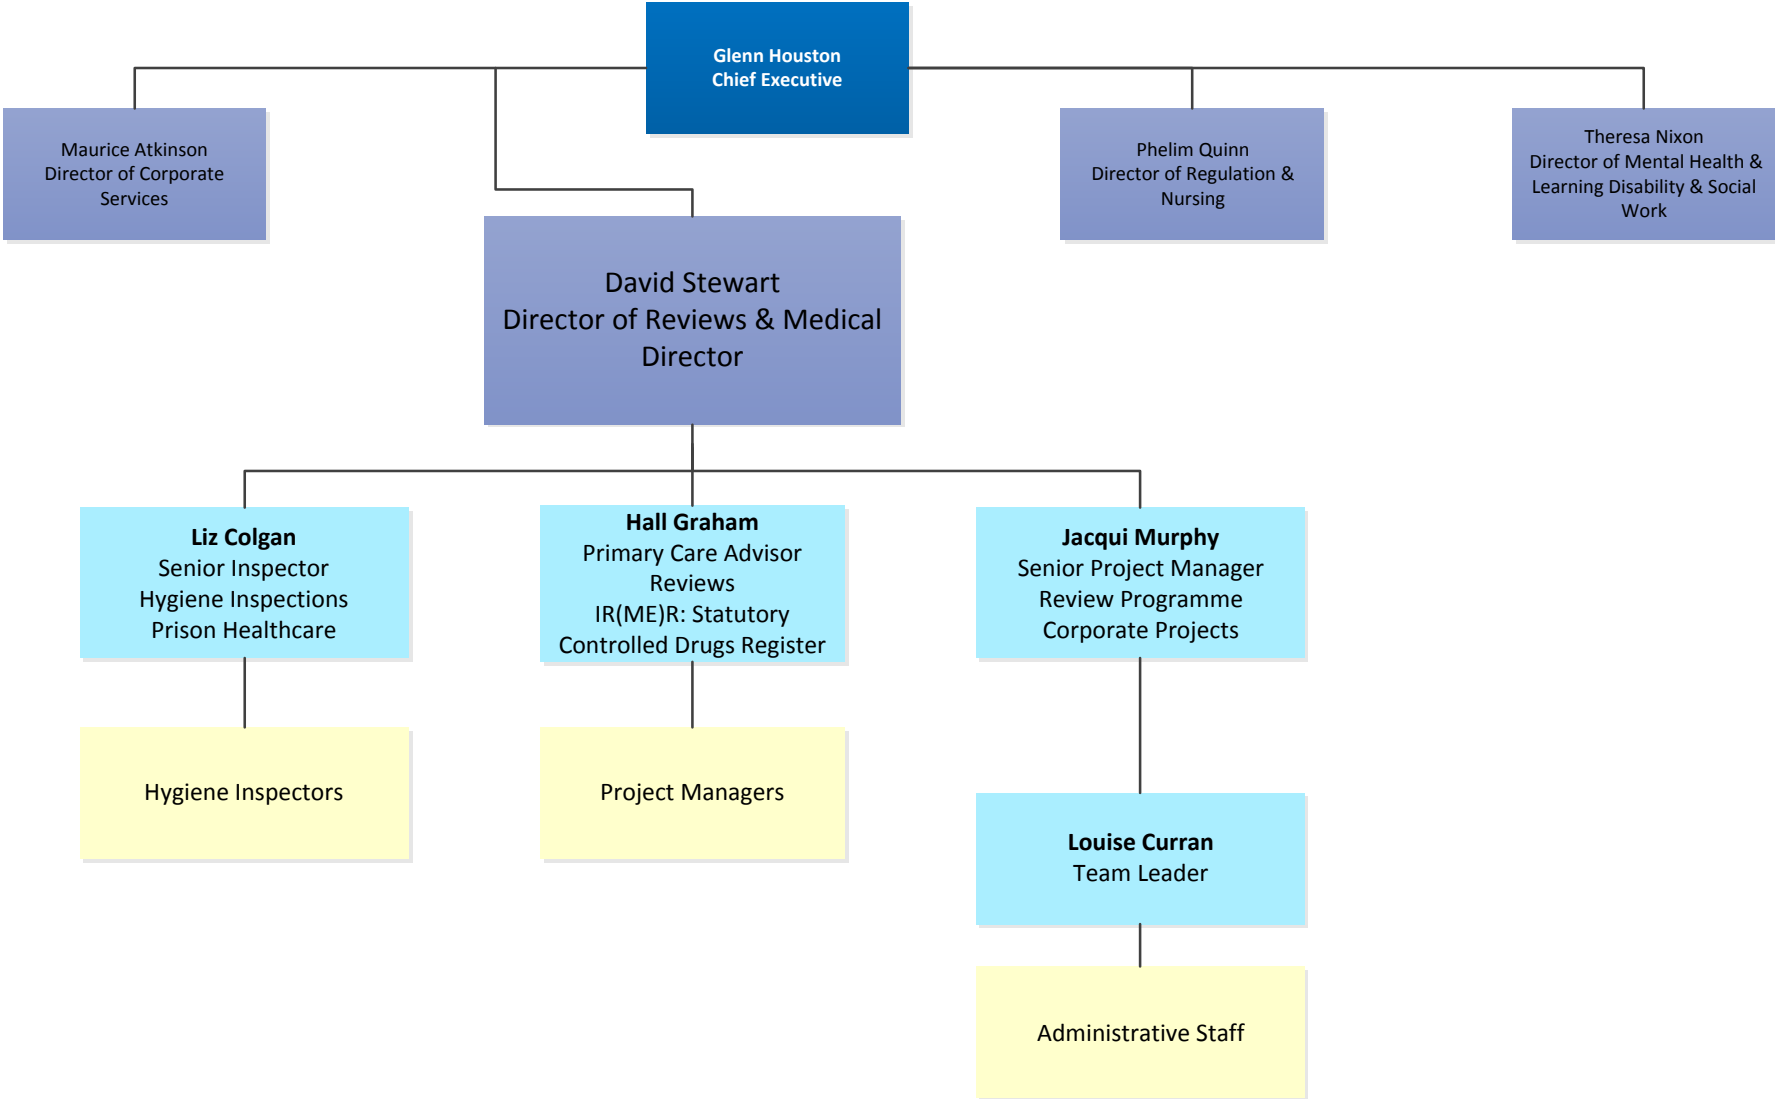 Glenn Houston
Chief Executive
Maurice Atkinson
Director of Corporate
Services
Phelim Quinn
Director of Regulation &
Nursing
Theresa Nixon
Director of Mental Health &
Learning Disability & Social
Work
David Stewart
Director of Reviews & Medical
Director
Liz Colgan
Senior Inspector
Hygiene Inspections
Prison Healthcare
Hall Graham
Primary Care Advisor
Reviews
IR(ME)R: Statutory
Controlled Drugs Register
Jacqui Murphy
Senior Project Manager
Review Programme
Corporate Projects
Hygiene Inspectors
Project Managers
Louise Curran
Team Leader
Administrative Staff